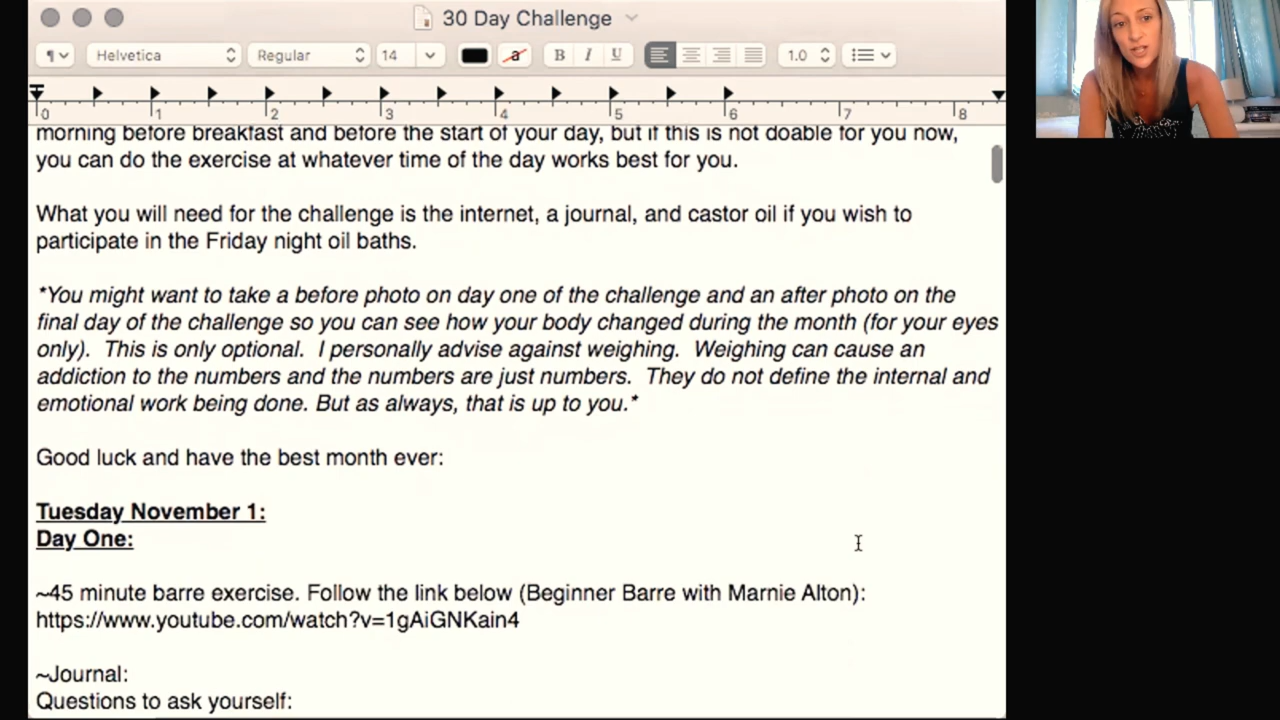 30 Day Challenge
¶ Helvetica Regular 14 a B I U 1.0
0 1 2 3 4 5 6 7 8
morning before breakfast and before the start of your day, but if this is not doable for you now,
you can do the exercise at whatever time of the day works best for you.
What you will need for the challenge is the internet, a journal, and castor oil if you wish to
participate in the Friday night oil baths.
*You might want to take a before photo on day one of the challenge and an after photo on the
final day of the challenge so you can see how your body changed during the month (for your eyes
only).  This is only optional.  I personally advise against weighing.  Weighing can cause an
addiction to the numbers and the numbers are just numbers.  They do not define the internal and
emotional work being done. But as always, that is up to you.*
Good luck and have the best month ever:
Tuesday November 1:
Day One:
~45 minute barre exercise. Follow the link below (Beginner Barre with Marnie Alton):
https://www.youtube.com/watch?v=1gAiGNKain4
~Journal:
Questions to ask yourself: